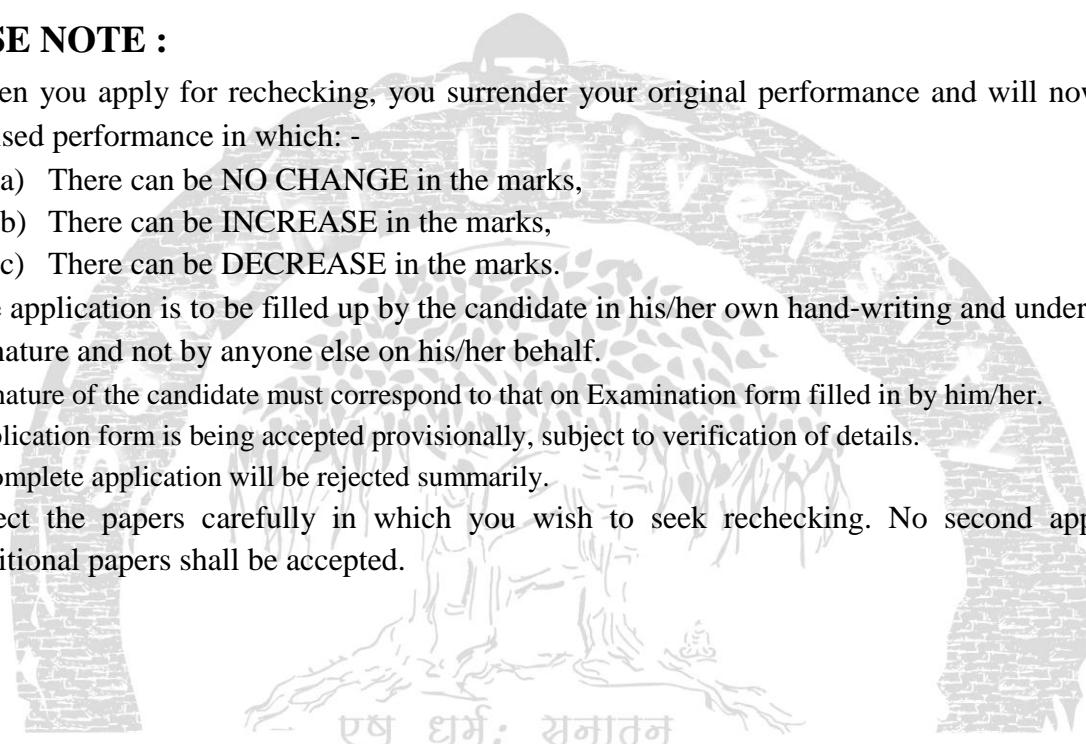 SE NOTE :
en you apply for rechecking, you surrender your original performance and will now
sed performance in which: -
a) There can be NO CHANGE in the marks,
b) There can be INCREASE in the marks,
c) There can be DECREASE in the marks.
e application is to be filled up by the candidate in his/her own hand-writing and under
nature and not by anyone else on his/her behalf.
nature of the candidate must correspond to that on Examination form filled in by him/her.
plication form is being accepted provisionally, subject to verification of details.
complete application will be rejected summarily.
ect the papers carefully in which you wish to seek rechecking. No second app
itional papers shall be accepted.
Sanchi University
एष धर्म: सनातन